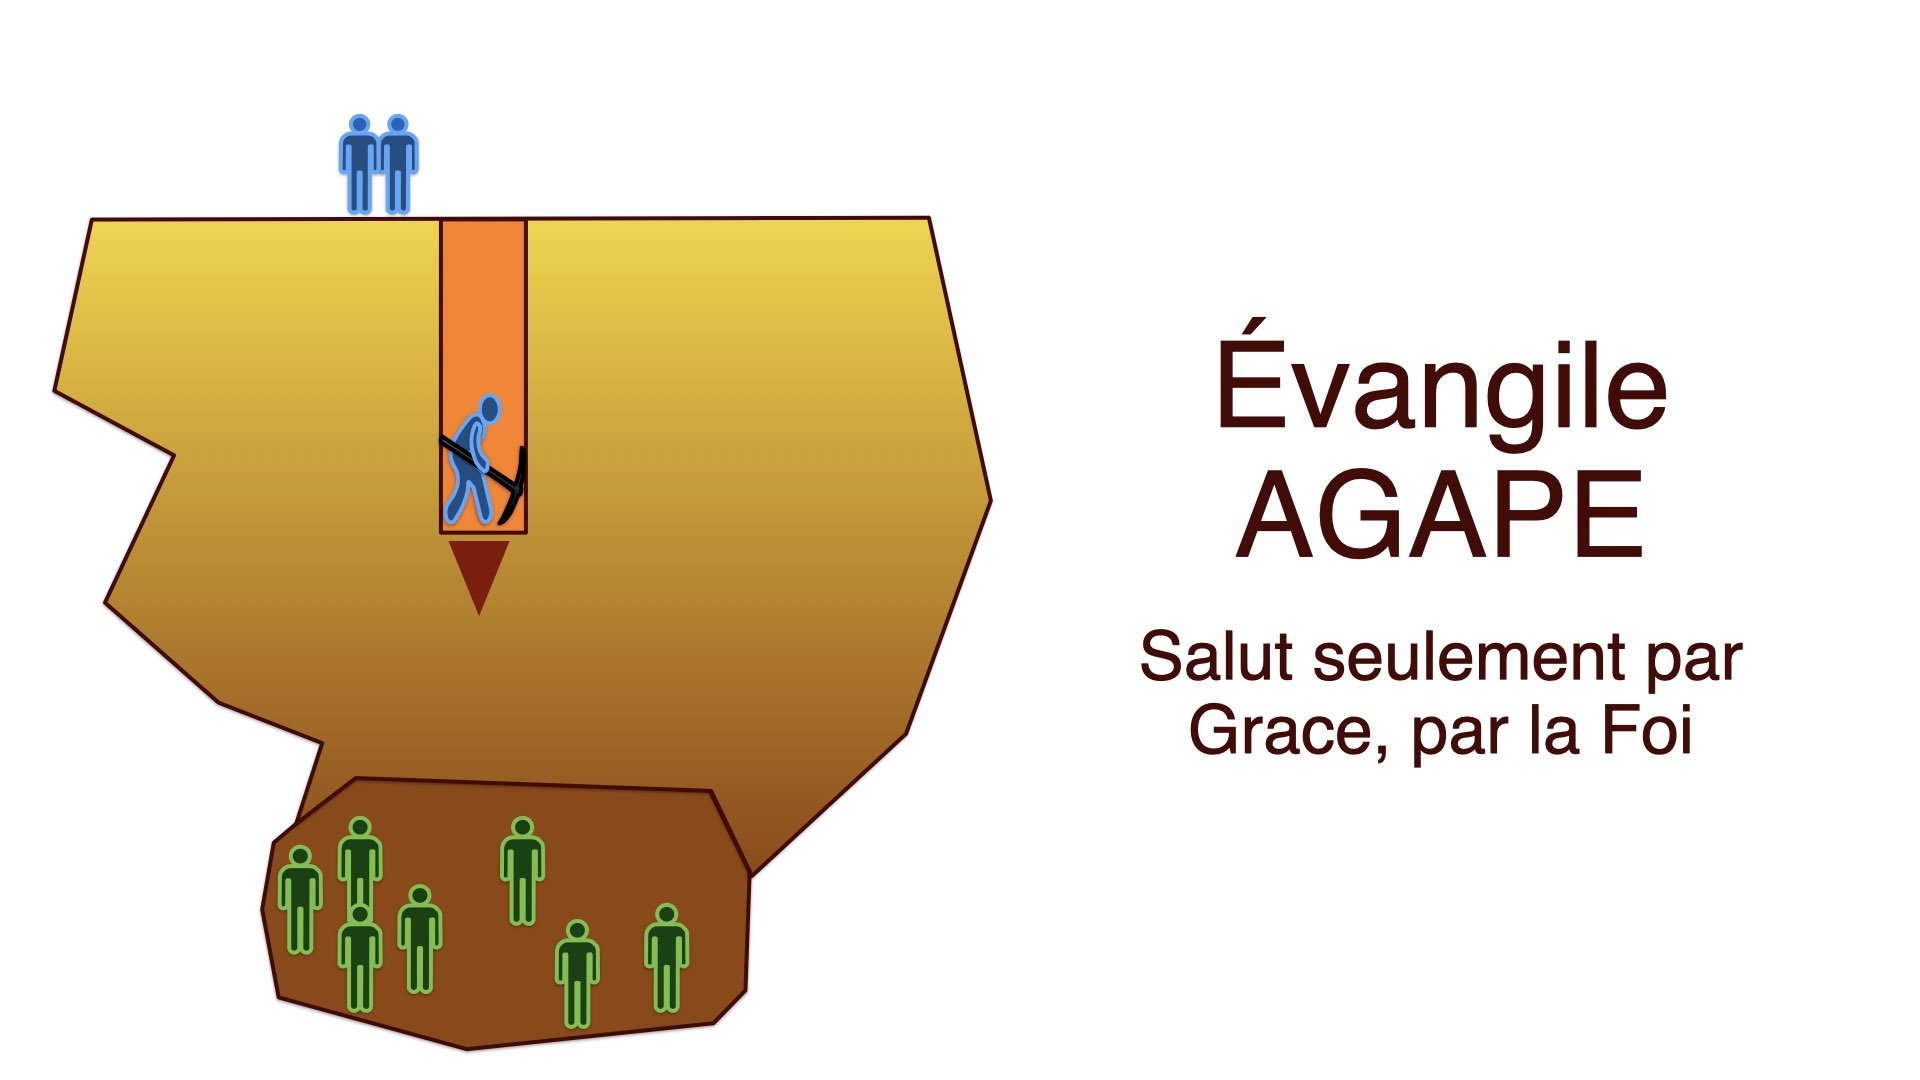 Évangile
AGAPE
Salut seulement par
Grace, par la Foi